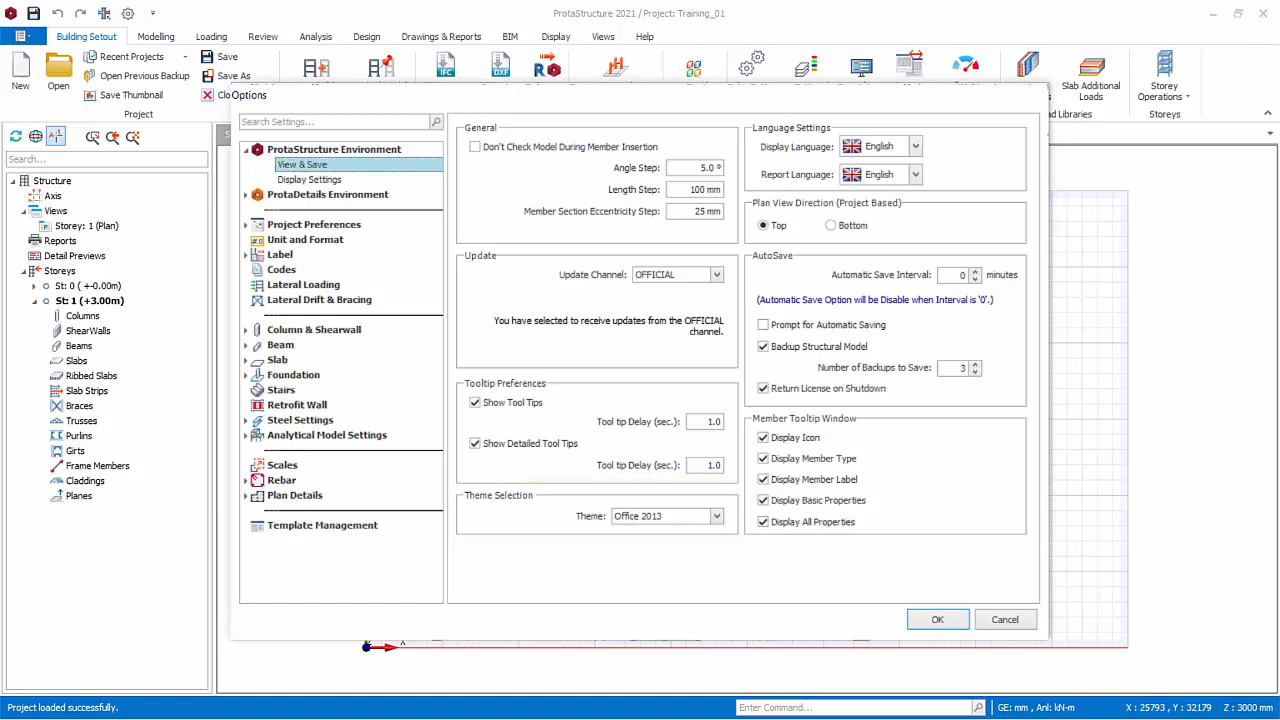 ProtaStructure 2021 / Project: Training_01
Building Setout
Modelling
Loading
Review
Analysis
Design
Drawings & Reports
BIM
Display
Views
Help
New
Open
Recent Projects
Open Previous Backup
Save Thumbnail
Save
Save As
Project
Slab Additional
Loads
Storey
Operations
Storeys
Options
Search...
Structure
Axis
Views
Storey: 1 (Plan)
Reports
Detail Previews
Storeys
St: 0 ( +-0.00m)
St: 1 (+3.00m)
Columns
ShearWalls
Beams
Slabs
Ribbed Slabs
Slab Strips
Braces
Trusses
Purlins
Girts
Frame Members
Claddings
Planes
Search Settings...
ProtaStructure Environment
View & Save
Display Settings
ProtaDetails Environment
Project Preferences
Unit and Format
Label
Codes
Lateral Loading
Lateral Drift & Bracing
Column & Shearwall
Beam
Slab
Foundation
Stairs
Retrofit Wall
Steel Settings
Analytical Model Settings
Scales
Rebar
Plan Details
Template Management
General
Don't Check Model During Member Insertion
Angle Step: 5.0 °
Length Step: 100 mm
Member Section Eccentricity Step: 25 mm
Update
Update Channel: OFFICIAL
You have selected to receive updates from the OFFICIAL
channel.
Tooltip Preferences
Show Tool Tips
Tool tip Delay (sec.): 1.0
Show Detailed Tool Tips
Tool tip Delay (sec.): 1.0
Theme Selection
Theme: Office 2013
Language Settings
Display Language: English
Report Language: English
Plan View Direction (Project Based)
Top
Bottom
AutoSave
Automatic Save Interval: 0 minutes
(Automatic Save Option will be Disable when Interval is '0'.)
Prompt for Automatic Saving
Backup Structural Model
Number of Backups to Save: 3
Return License on Shutdown
Member Tooltip Window
Display Icon
Display Member Type
Display Member Label
Display Basic Properties
Display All Properties
OK
Cancel
Project loaded successfully.
Enter Command...
GE: mm , Anl: kN-m
X : 25793 , Y : 32179
Z : 3000 mm